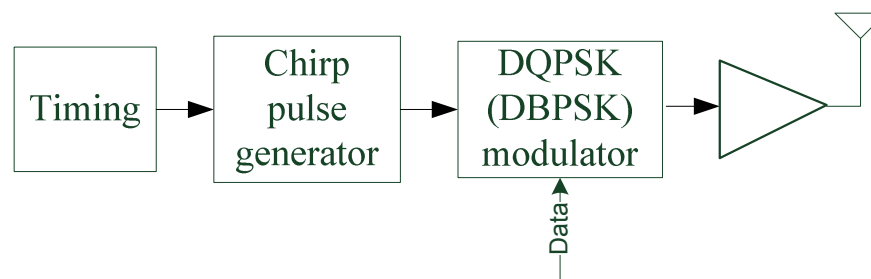 Timing
Chirp
pulse
generator
DQPSK
(DBPSK)
modulator
Data